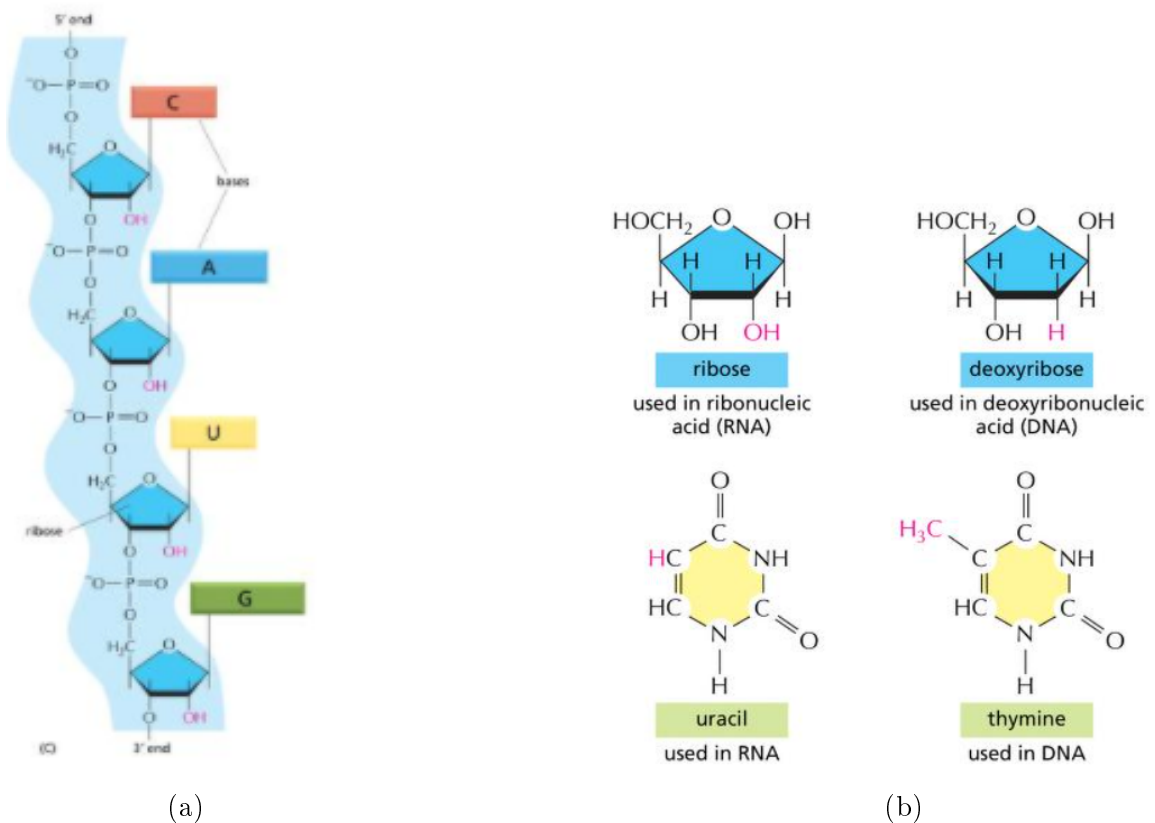 5' end
O
⁻O—P=O
O
C
H₂C
O
bases
O
OH
⁻O—P=O
A
O
H₂C
O
O
OH
⁻O—P=O
U
O
H₂C
O
ribose
O
OH
⁻O—P=O
G
O
H₂C
O
O
OH
(C)
3' end
(a)
HOCH₂ O OH
H H
H H
OH OH
ribose
used in ribonucleic
acid (RNA)
HOCH₂ O OH
H H
H H
OH H
deoxyribose
used in deoxyribonucleic
acid (DNA)
O
C
HC NH
HC C
N O
H
uracil
used in RNA
O
H₃C C
C NH
HC C
N O
H
thymine
used in DNA
(b)